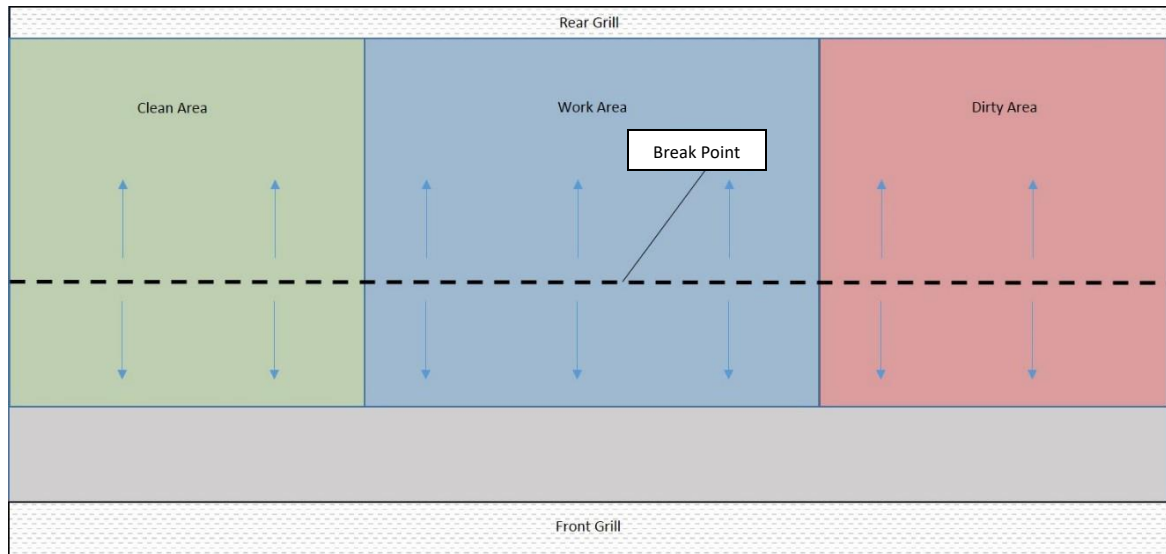 Rear Grill
Clean Area
Work Area
Dirty Area
Break Point
Front Grill